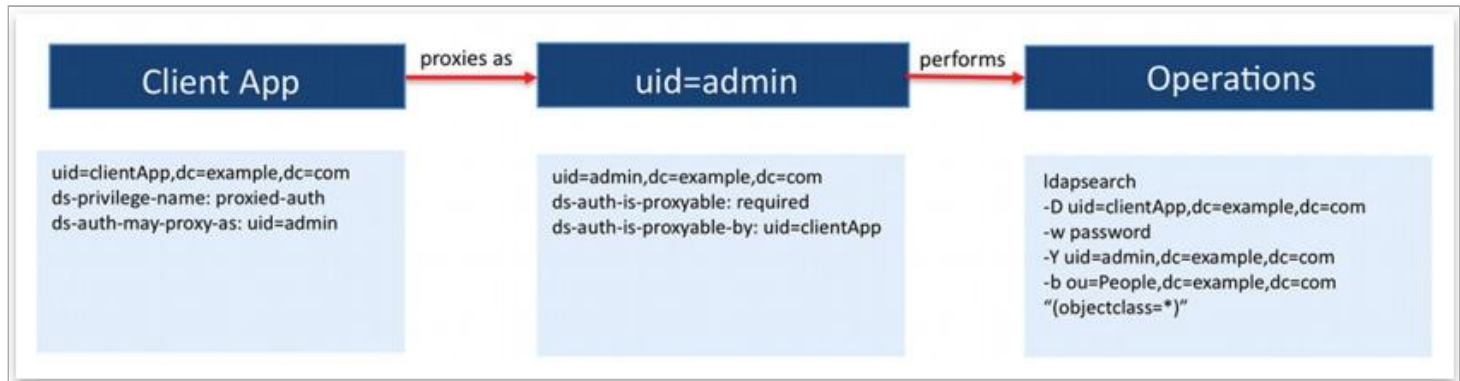 Client App
proxies as
uid=admin
performs
Operations
uid=clientApp,dc=example,dc=com
ds-privilege-name: proxied-auth
ds-auth-may-proxy-as: uid=admin
uid=admin,dc=example,dc=com
ds-auth-is-proxyable: required
ds-auth-is-proxyable-by: uid=clientApp
ldapsearch
-D uid=clientApp,dc=example,dc=com
-w password
-Y uid=admin,dc=example,dc=com
-b ou=People,dc=example,dc=com
“(objectclass=*)”